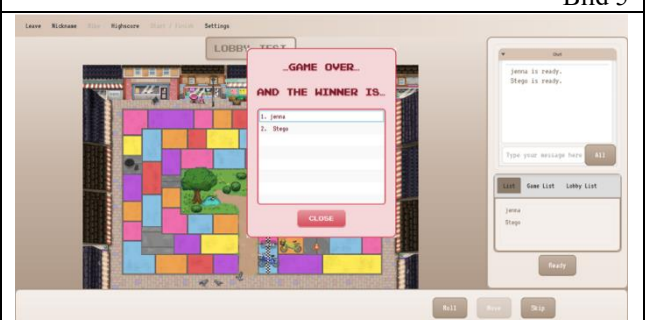 Bild 5
Leave Nickname Highscore Start / Finish Settings
LOBBY TEST
…GAME OVER…
AND THE WINNER IS…
1. jenna
2. Stego
CLOSE
Chat
jenna is ready.
Stego is ready.
Type your message here All
List Game List Lobby List
jenna
Stego
Ready
Roll Move Skip